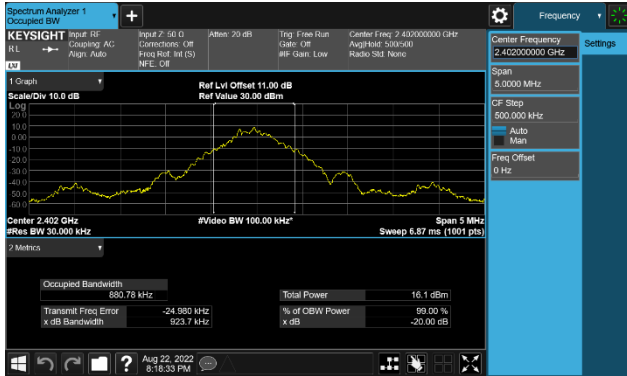 Spectrum Analyzer 1
Occupied BW
Frequency
KEYSIGHT Input: RF
R L
Coupling: AC
Align: Auto
Input Z: 50 Ω
Corrections: Off
Freq Ref: Int (S)
NFE: Off
Atten: 20 dB
Trig: Free Run
Gate: Off
#IF Gain: Low
Center Freq: 2.402000000 GHz
Avg|Hold: 500/500
Radio Std: None
1 Graph
Scale/Div 10.0 dB
Ref Lvl Offset 11.00 dB
Ref Value 30.00 dBm
Log
20.0
10.0
0.00
-10.0
-20.0
-30.0
-40.0
-50.0
-60.0
Center 2.402 GHz
#Res BW 30.000 kHz
#Video BW 100.00 kHz*
Span 5 MHz
Sweep 6.87 ms (1001 pts)
2 Metrics
Occupied Bandwidth
880.78 kHz
Transmit Freq Error -24.980 kHz
x dB Bandwidth 923.7 kHz
Total Power 16.1 dBm
% of OBW Power 99.00 %
x dB -20.00 dB
Aug 22, 2022
8:18:33 PM
Center Frequency
2.402000000 GHz
Span
5.0000 MHz
CF Step
500.000 kHz
Auto
Man
Freq Offset
0 Hz
Settings